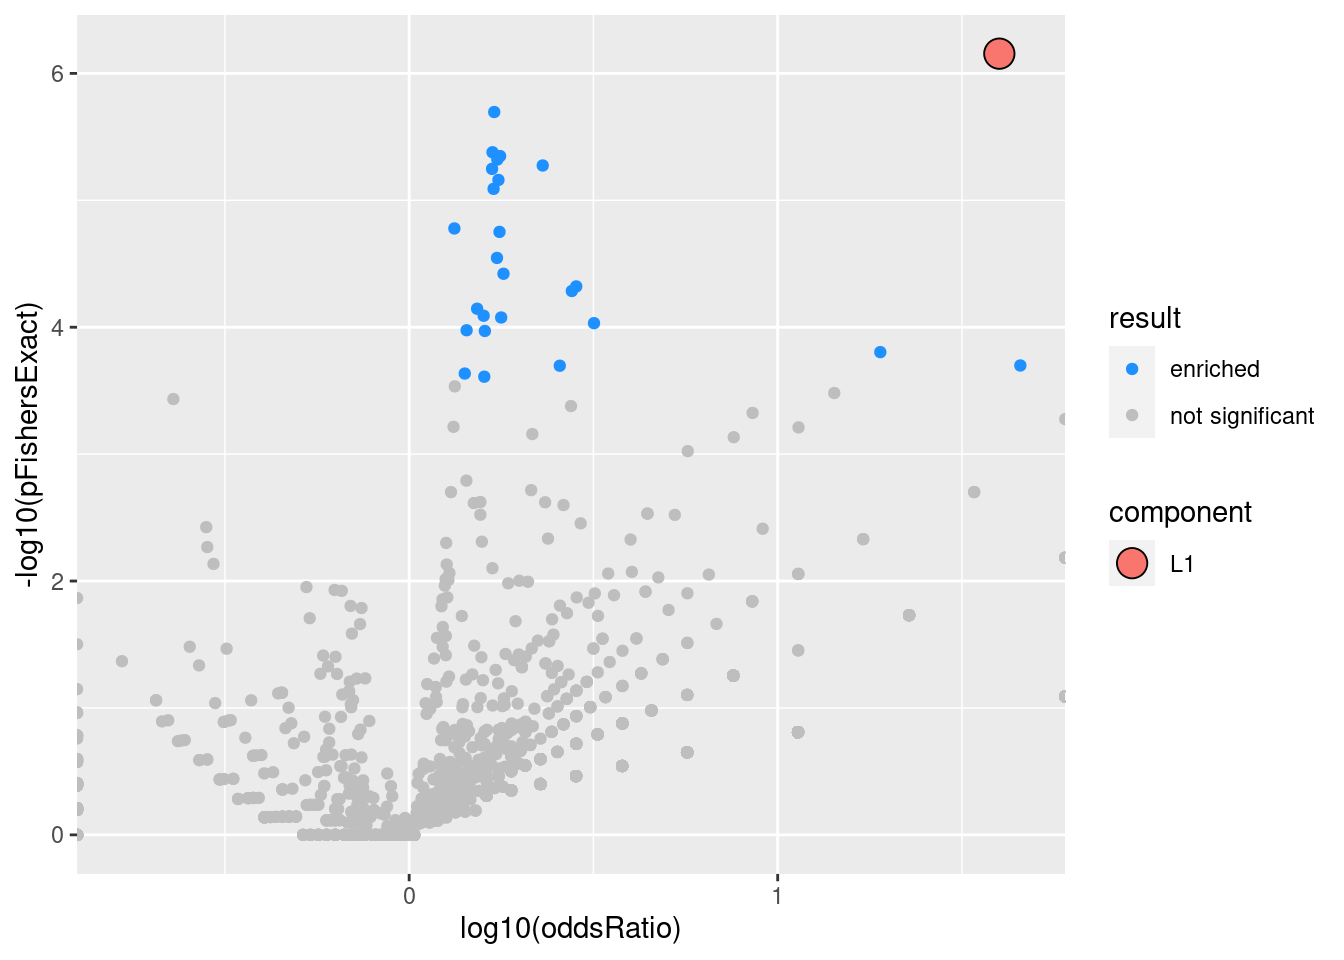 6
4
2
0
-log10(pFishersExact)
0
1
log10(oddsRatio)
result
enriched
not significant
component
L1